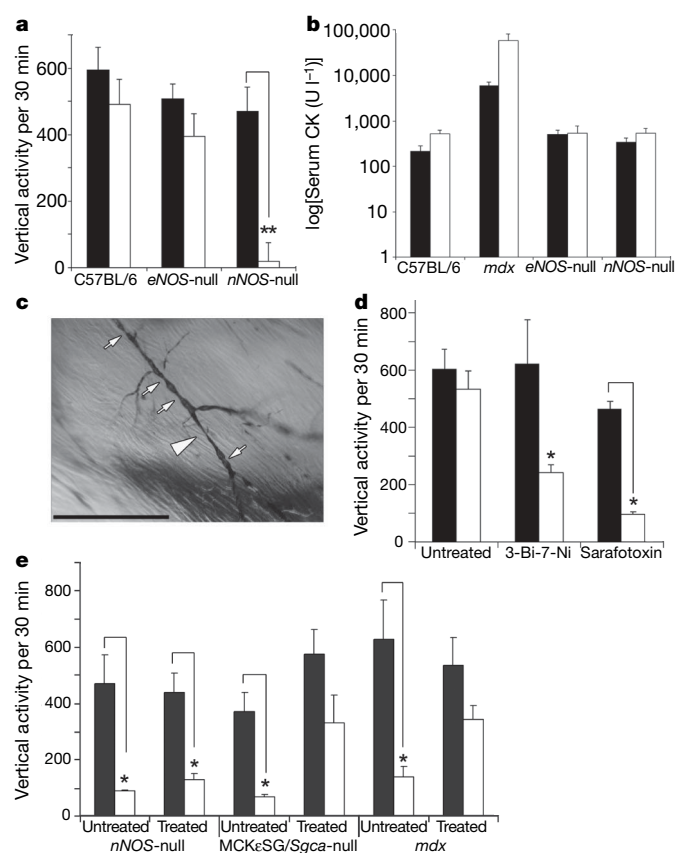 a
Vertical activity per 30 min
600
400
200
0
**
C57BL/6 eNOS-null nNOS-null
b
log[Serum CK (U l⁻¹)]
100,000
10,000
1,000
100
10
1
C57BL/6 mdx eNOS-null nNOS-null
c
d
Vertical activity per 30 min
800
600
400
200
0
*
*
Untreated 3-Bi-7-Ni Sarafotoxin
e
Vertical activity per 30 min
800
600
400
200
0
*
*
*
*
Untreated Treated Untreated Treated Untreated Treated
nNOS-null MCKεSG/Sgca-null mdx